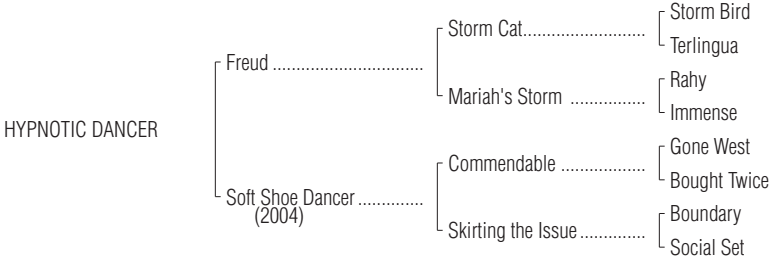 Storm Bird
Storm Cat..........................
Terlingua
Freud ................................
Rahy
Mariah's Storm ................
Immense
HYPNOTIC DANCER
Gone West
Commendable ..................
Bought Twice
Soft Shoe Dancer ..............
(2004)
Boundary
Skirting the Issue ..............
Social Set